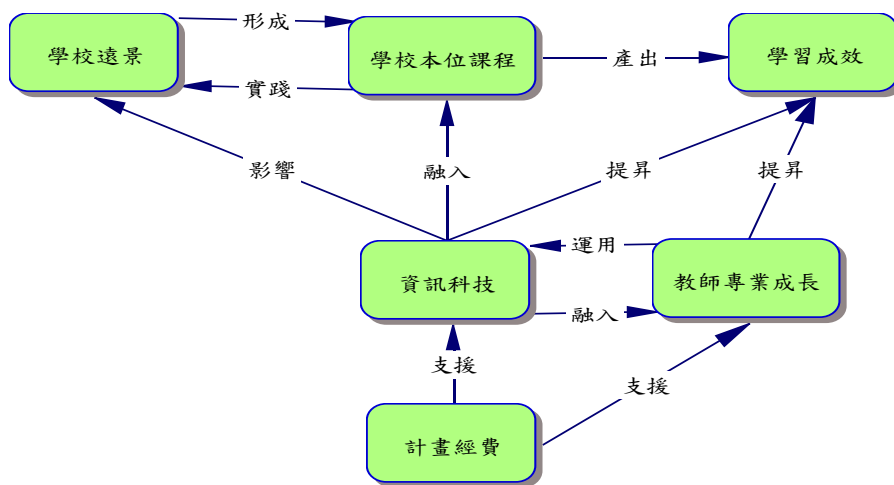 形成
學校遠景
學校本位課程
產出
學習成效
實踐
影響
融入
提昇
提昇
運用
資訊科技
教師專業成長
融入
支援
支援
計畫經費